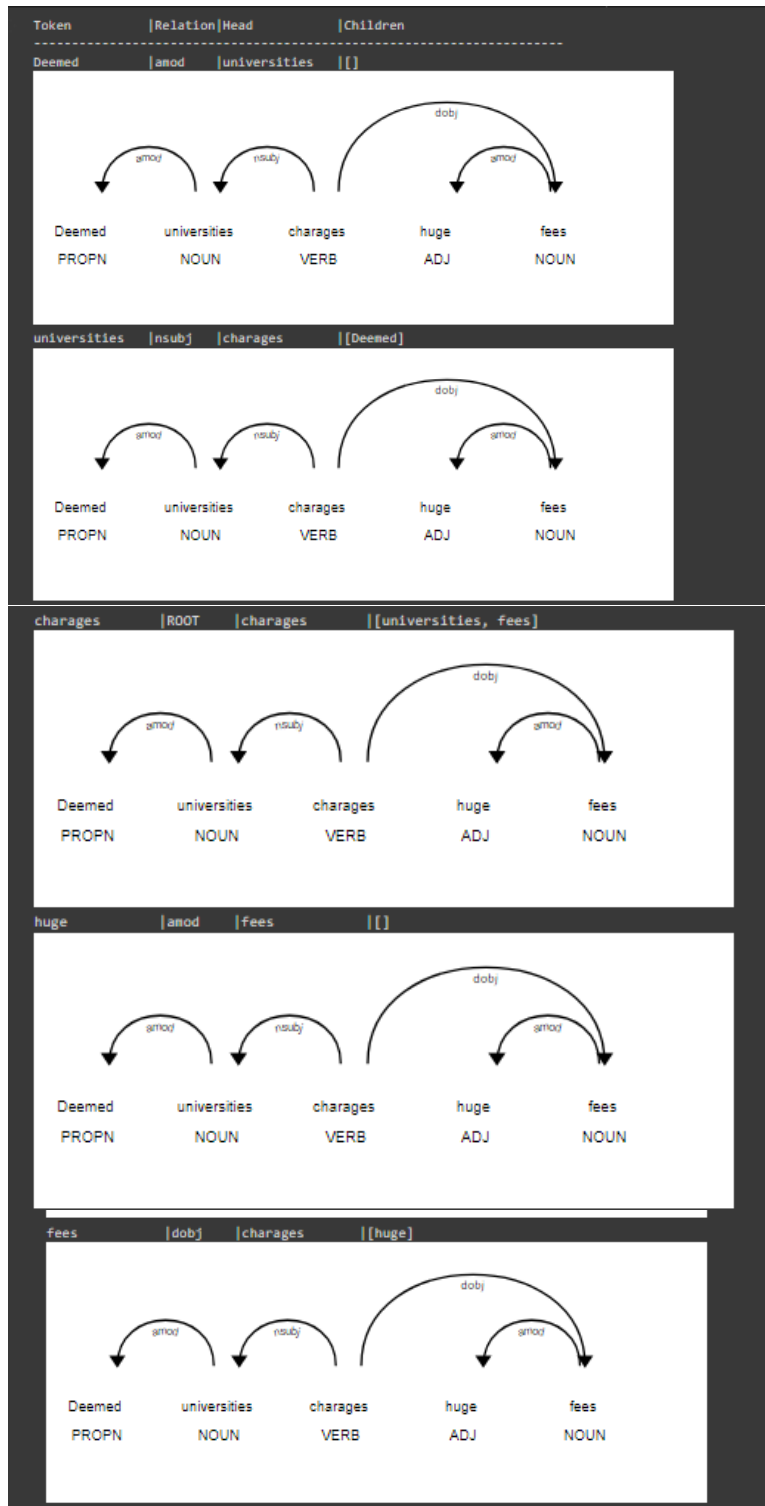 Token |Relation|Head |Children
------------------------------------------------------------------
Deemed |amod |universities |[]
dobj
amod nsubj amod
Deemed universities charages huge fees
PROPN NOUN VERB ADJ NOUN
universities |nsubj |charages |[Deemed]
dobj
amod nsubj amod
Deemed universities charages huge fees
PROPN NOUN VERB ADJ NOUN
charages |ROOT |charages |[universities, fees]
dobj
amod nsubj amod
Deemed universities charages huge fees
PROPN NOUN VERB ADJ NOUN
huge |amod |fees |[]
dobj
amod nsubj amod
Deemed universities charages huge fees
PROPN NOUN VERB ADJ NOUN
fees |dobj |charages |[huge]
dobj
amod nsubj amod
Deemed universities charages huge fees
PROPN NOUN VERB ADJ NOUN